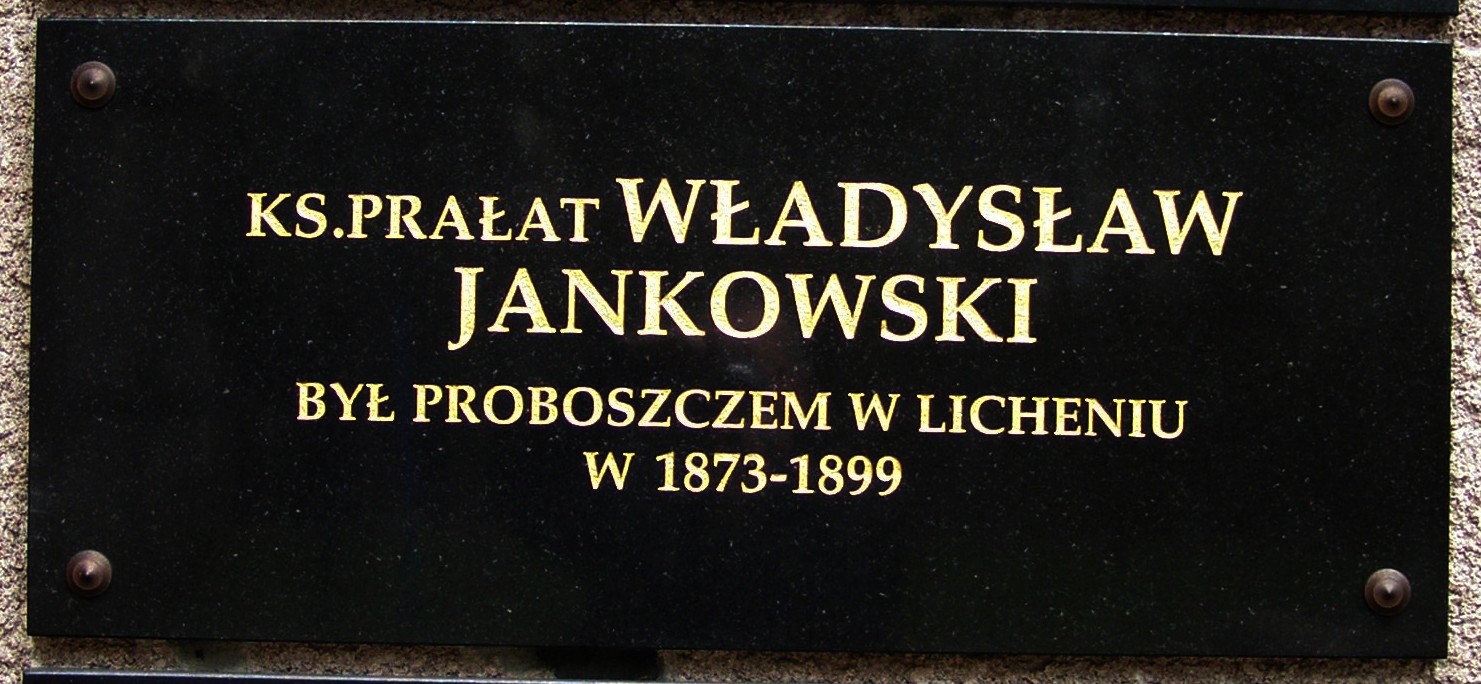 KS.PRAŁAT WŁADYSŁAW
JANKOWSKI
BYŁ PROBOSZCZEM W LICHENIU
W 1873-1899